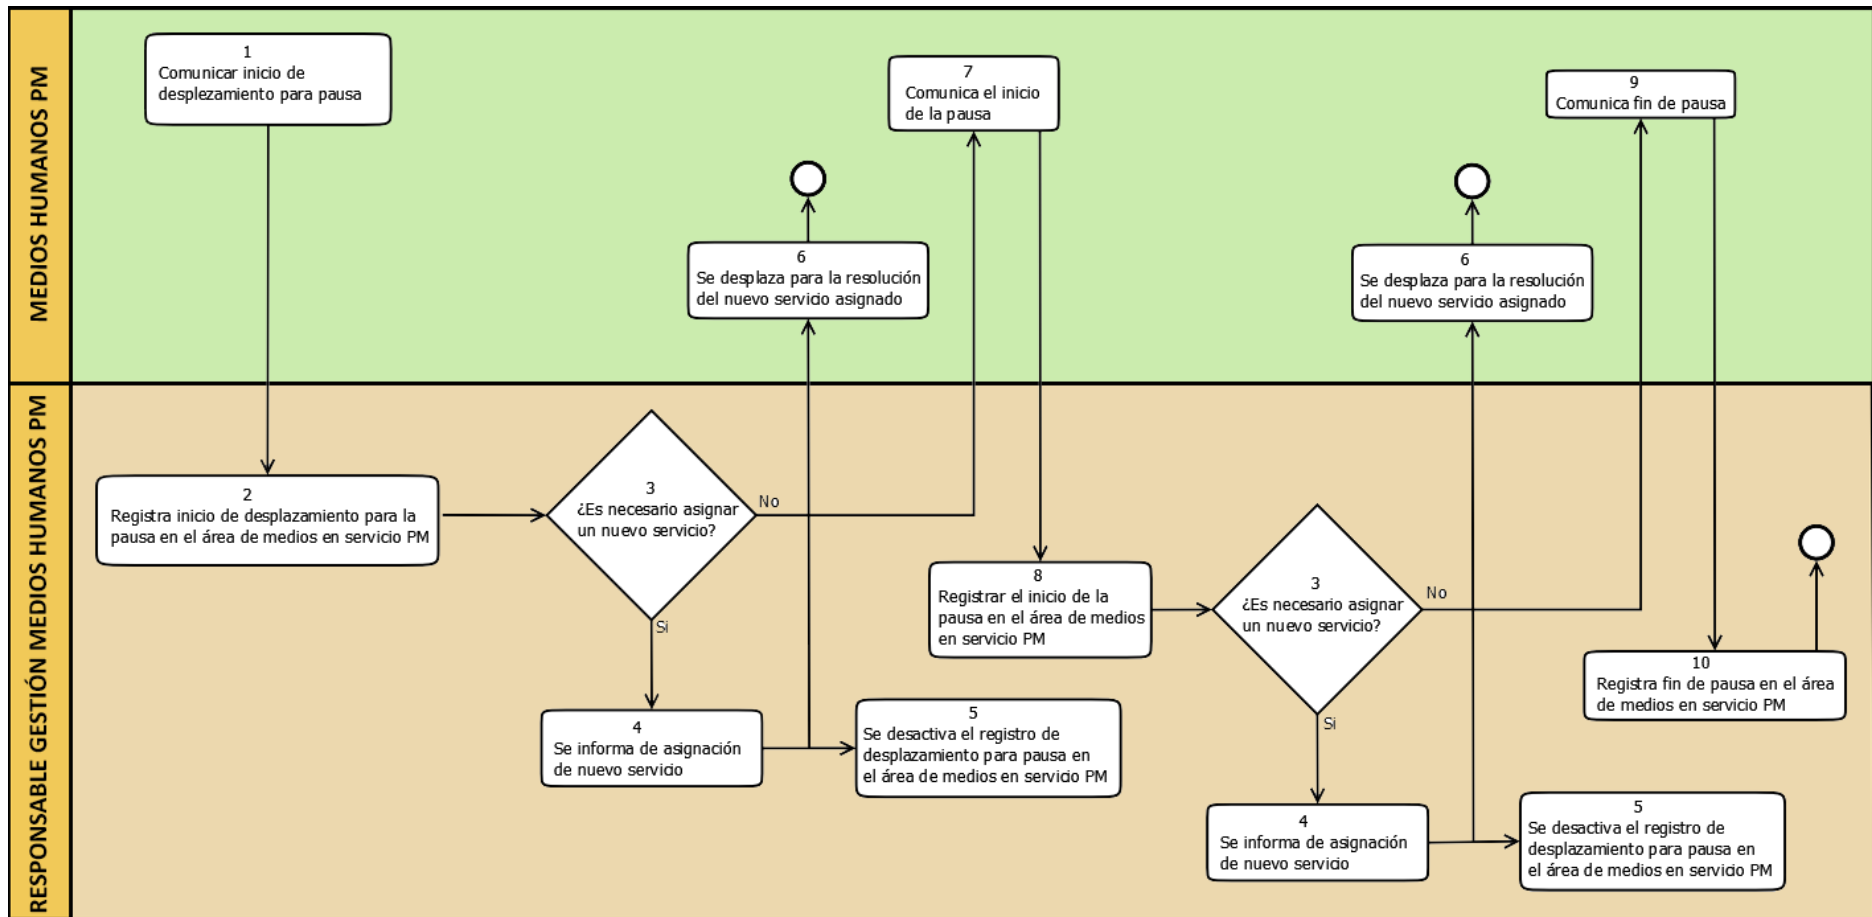 MEDIOS HUMANOS PM
1
Comunicar inicio de
desplezamiento para pausa
7
Comunica el inicio
de la pausa
9
Comunica fin de pausa
6
Se desplaza para la resolución
del nuevo servicio asignado
6
Se desplaza para la resolución
del nuevo servicio asignado
RESPONSABLE GESTIÓN MEDIOS HUMANOS PM
2
Registra inicio de desplazamiento para la
pausa en el área de medios en servicio PM
3
¿Es necesario asignar
un nuevo servicio?
No
Si
4
Se informa de asignación
de nuevo servicio
5
Se desactiva el registro de
desplazamiento para pausa en
el área de medios en servicio PM
8
Registrar el inicio de la
pausa en el área de medios
en servicio PM
3
¿Es necesario asignar
un nuevo servicio?
No
Si
4
Se informa de asignación
de nuevo servicio
5
Se desactiva el registro de
desplazamiento para pausa en
el área de medios en servicio PM
10
Registra fin de pausa en el área
de medios en servicio PM